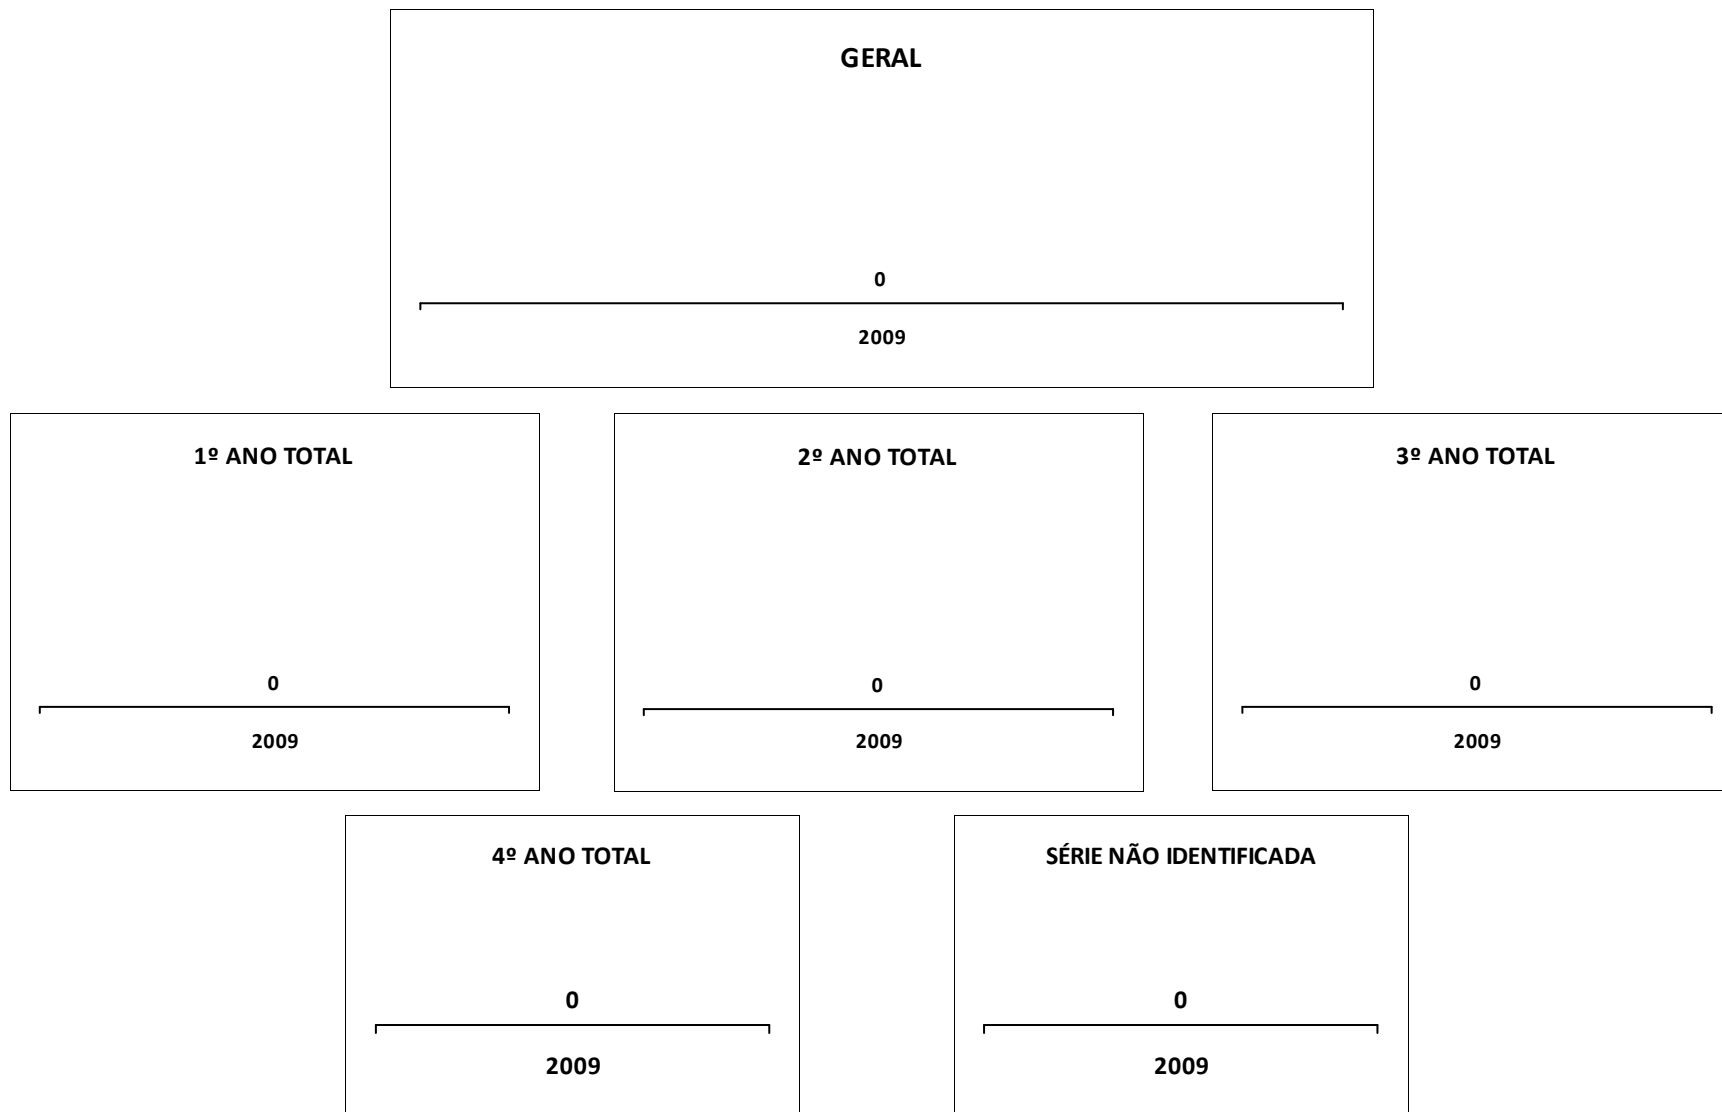 GERAL
0
2009
1º ANO TOTAL
0
2009
2º ANO TOTAL
0
2009
3º ANO TOTAL
0
2009
4º ANO TOTAL
0
2009
SÉRIE NÃO IDENTIFICADA
0
2009